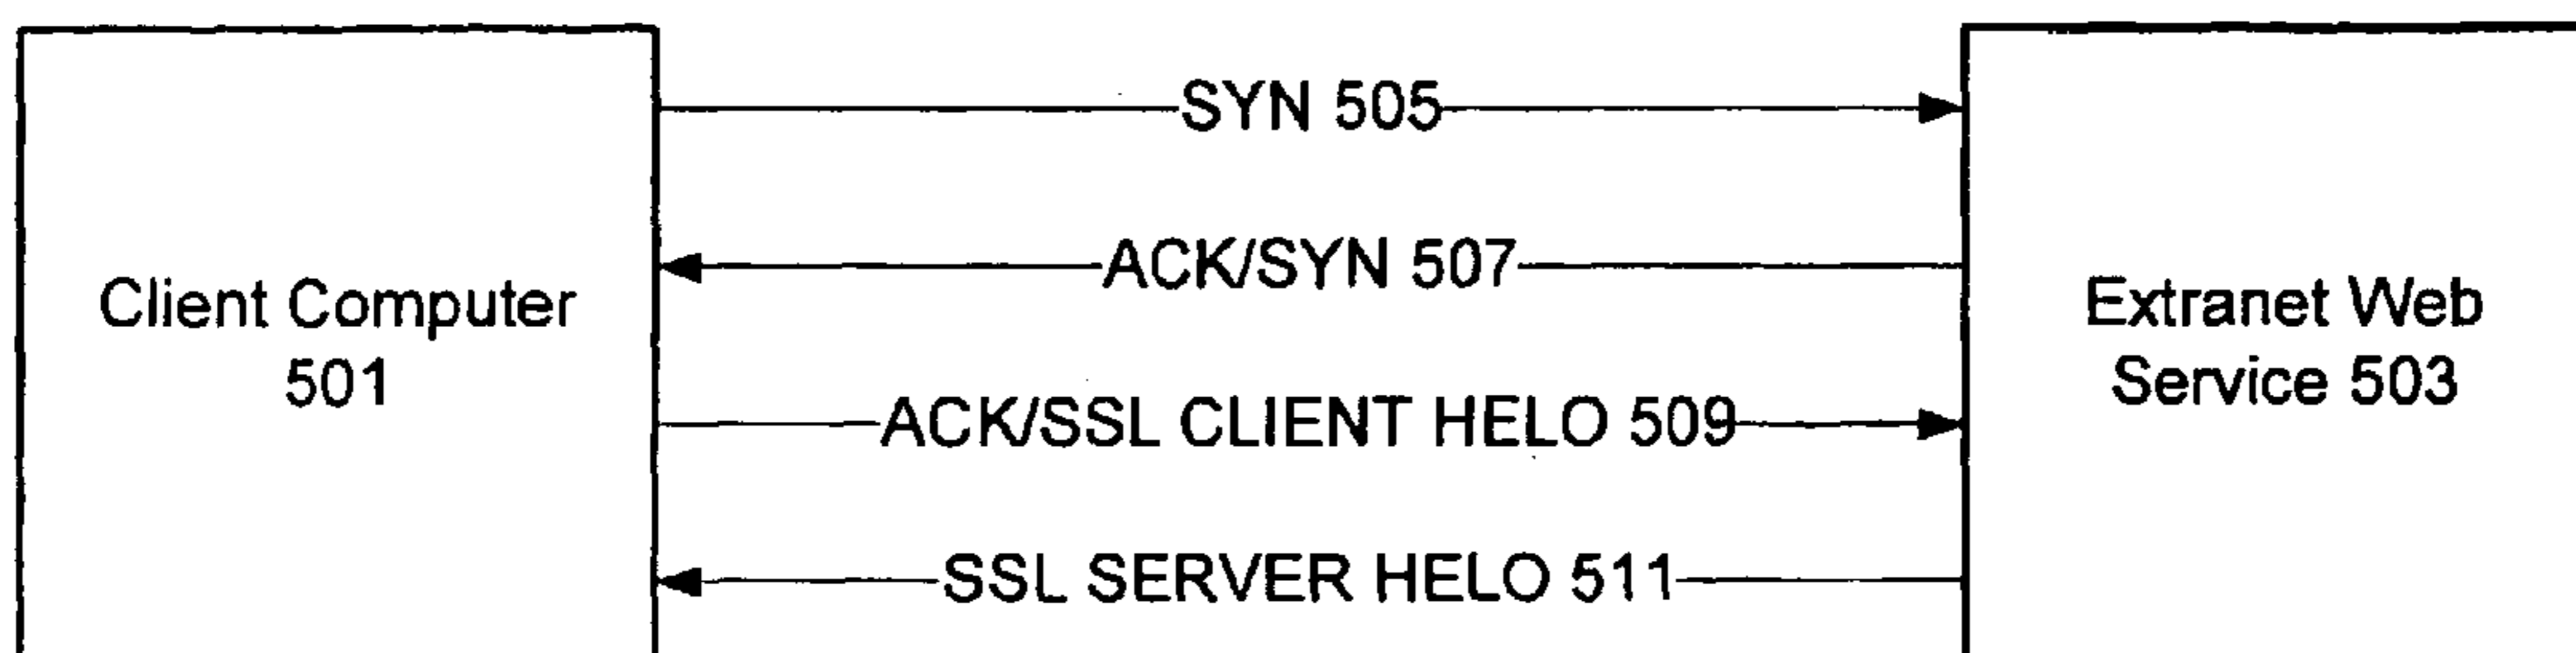 SYN 505
ACK/SYN 507
Client Computer
501
Extranet Web
Service 503
ACK/SSL CLIENT HELO 509
SSL SERVER HELO 511